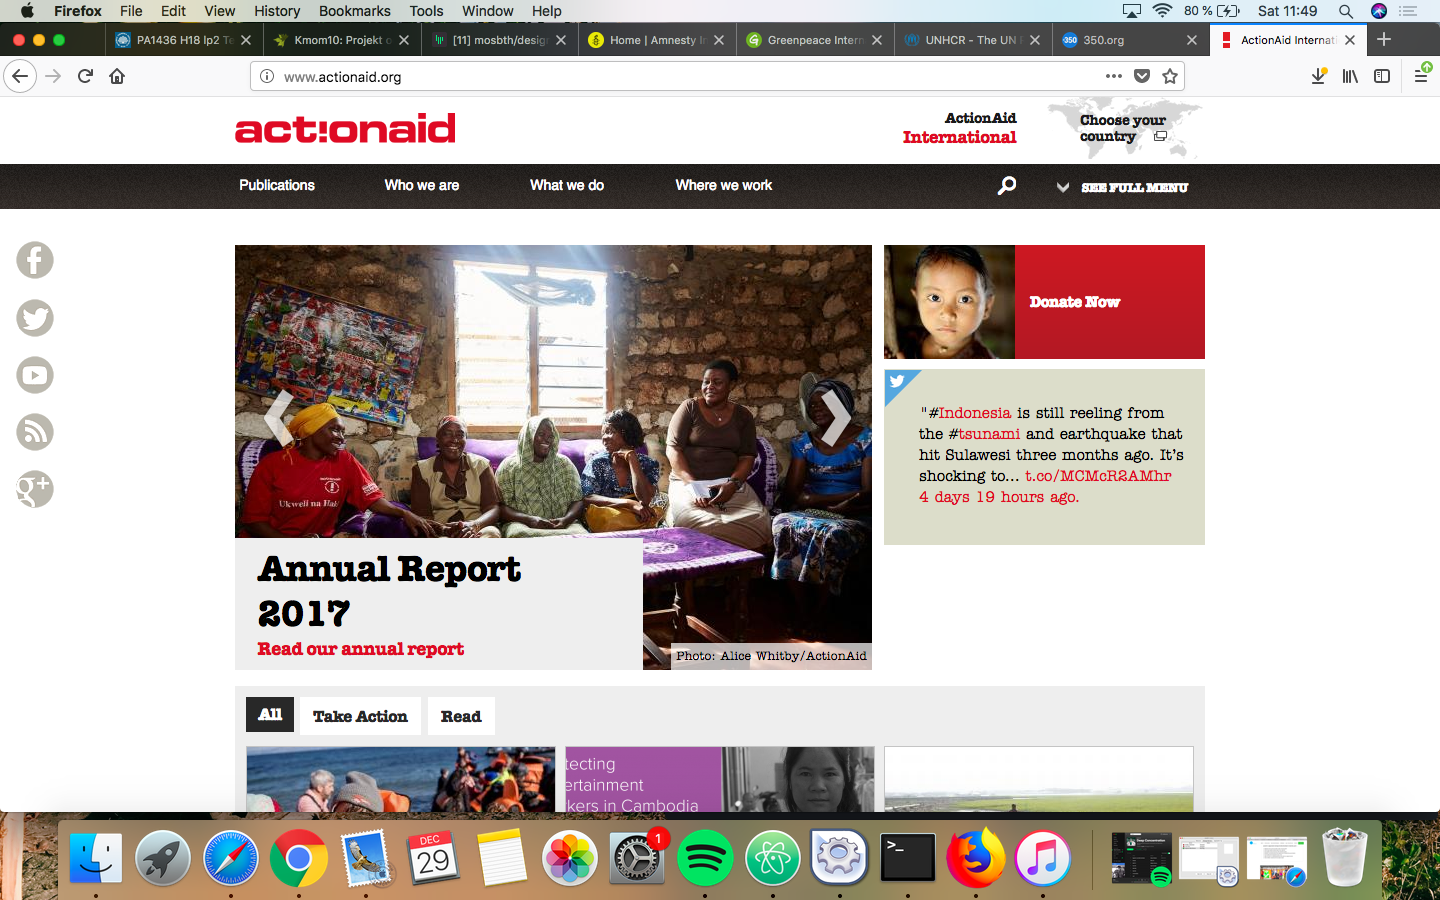 Firefox File Edit View History Bookmarks Tools Window Help 80 % Sat 11:49
PA1436 H18 lp2 Te Kmom10: Projekt o [11] mosbth/desig Home | Amnesty In Greenpeace Intern UNHCR - The UN R 350 350.org ActionAid Internati
www.actionaid.org
act!onaid
ActionAid
International
Choose your
country
Publications Who we are What we do Where we work SEE FULL MENU
Donate Now
"#Indonesia is still reeling from
the #tsunami and earthquake that
hit Sulawesi three months ago. It's
shocking to... t.co/MCMcR2AMhr
4 days 19 hours ago.
g+
Ukweli na Haki
Annual Report
2017
Read our annual report
Photo: Alice Whitby/ActionAid
All Take Action Read
tecting
ertainment
kers in Cambodia
DEC
29
1
>_